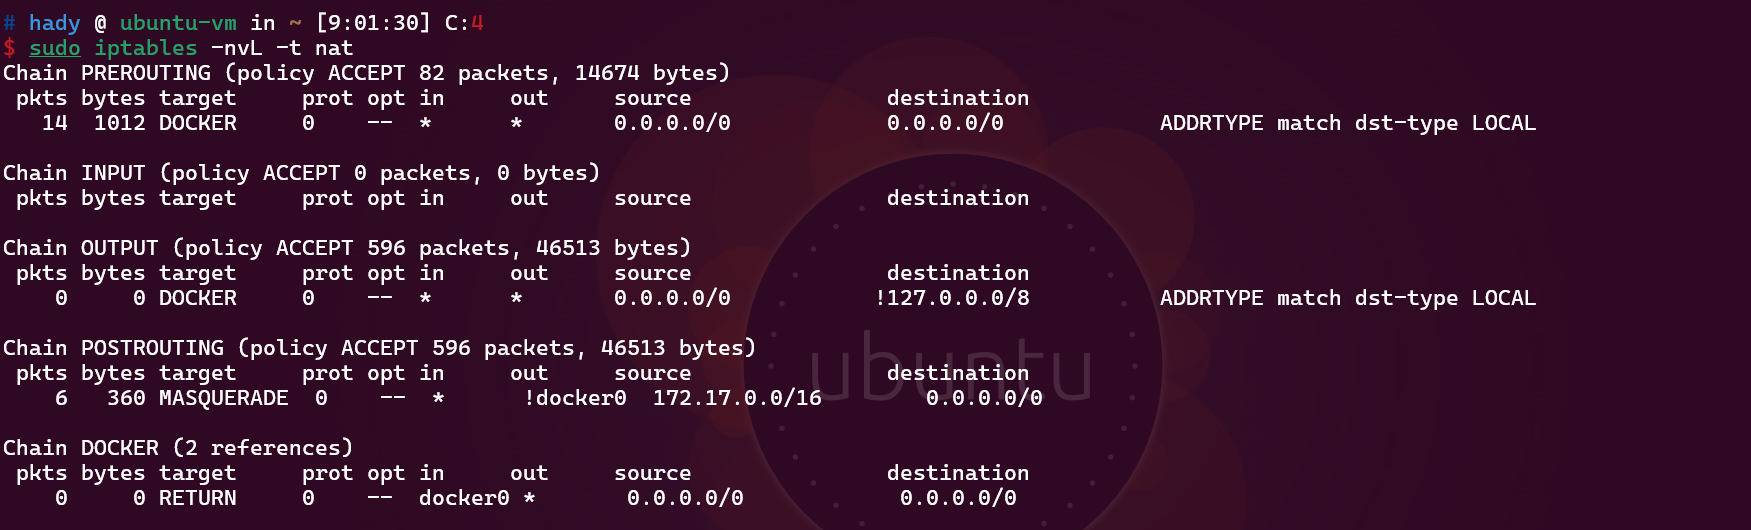 # hady @ ubuntu-vm in ~ [9:01:30] C:4
$ sudo iptables -nvL -t nat
Chain PREROUTING (policy ACCEPT 82 packets, 14674 bytes)
 pkts bytes target     prot opt in     out     source               destination
   14  1012 DOCKER     0    --  *      *       0.0.0.0/0            0.0.0.0/0            ADDRTYPE match dst-type LOCAL

Chain INPUT (policy ACCEPT 0 packets, 0 bytes)
 pkts bytes target     prot opt in     out     source               destination

Chain OUTPUT (policy ACCEPT 596 packets, 46513 bytes)
 pkts bytes target     prot opt in     out     source               destination
    0     0 DOCKER     0    --  *      *       0.0.0.0/0           !127.0.0.0/8          ADDRTYPE match dst-type LOCAL

Chain POSTROUTING (policy ACCEPT 596 packets, 46513 bytes)
 pkts bytes target     prot opt in     out     source               destination
    6   360 MASQUERADE  0    --  *      !docker0  172.17.0.0/16        0.0.0.0/0

Chain DOCKER (2 references)
 pkts bytes target     prot opt in     out     source               destination
    0     0 RETURN     0    --  docker0 *       0.0.0.0/0            0.0.0.0/0
ubuntu